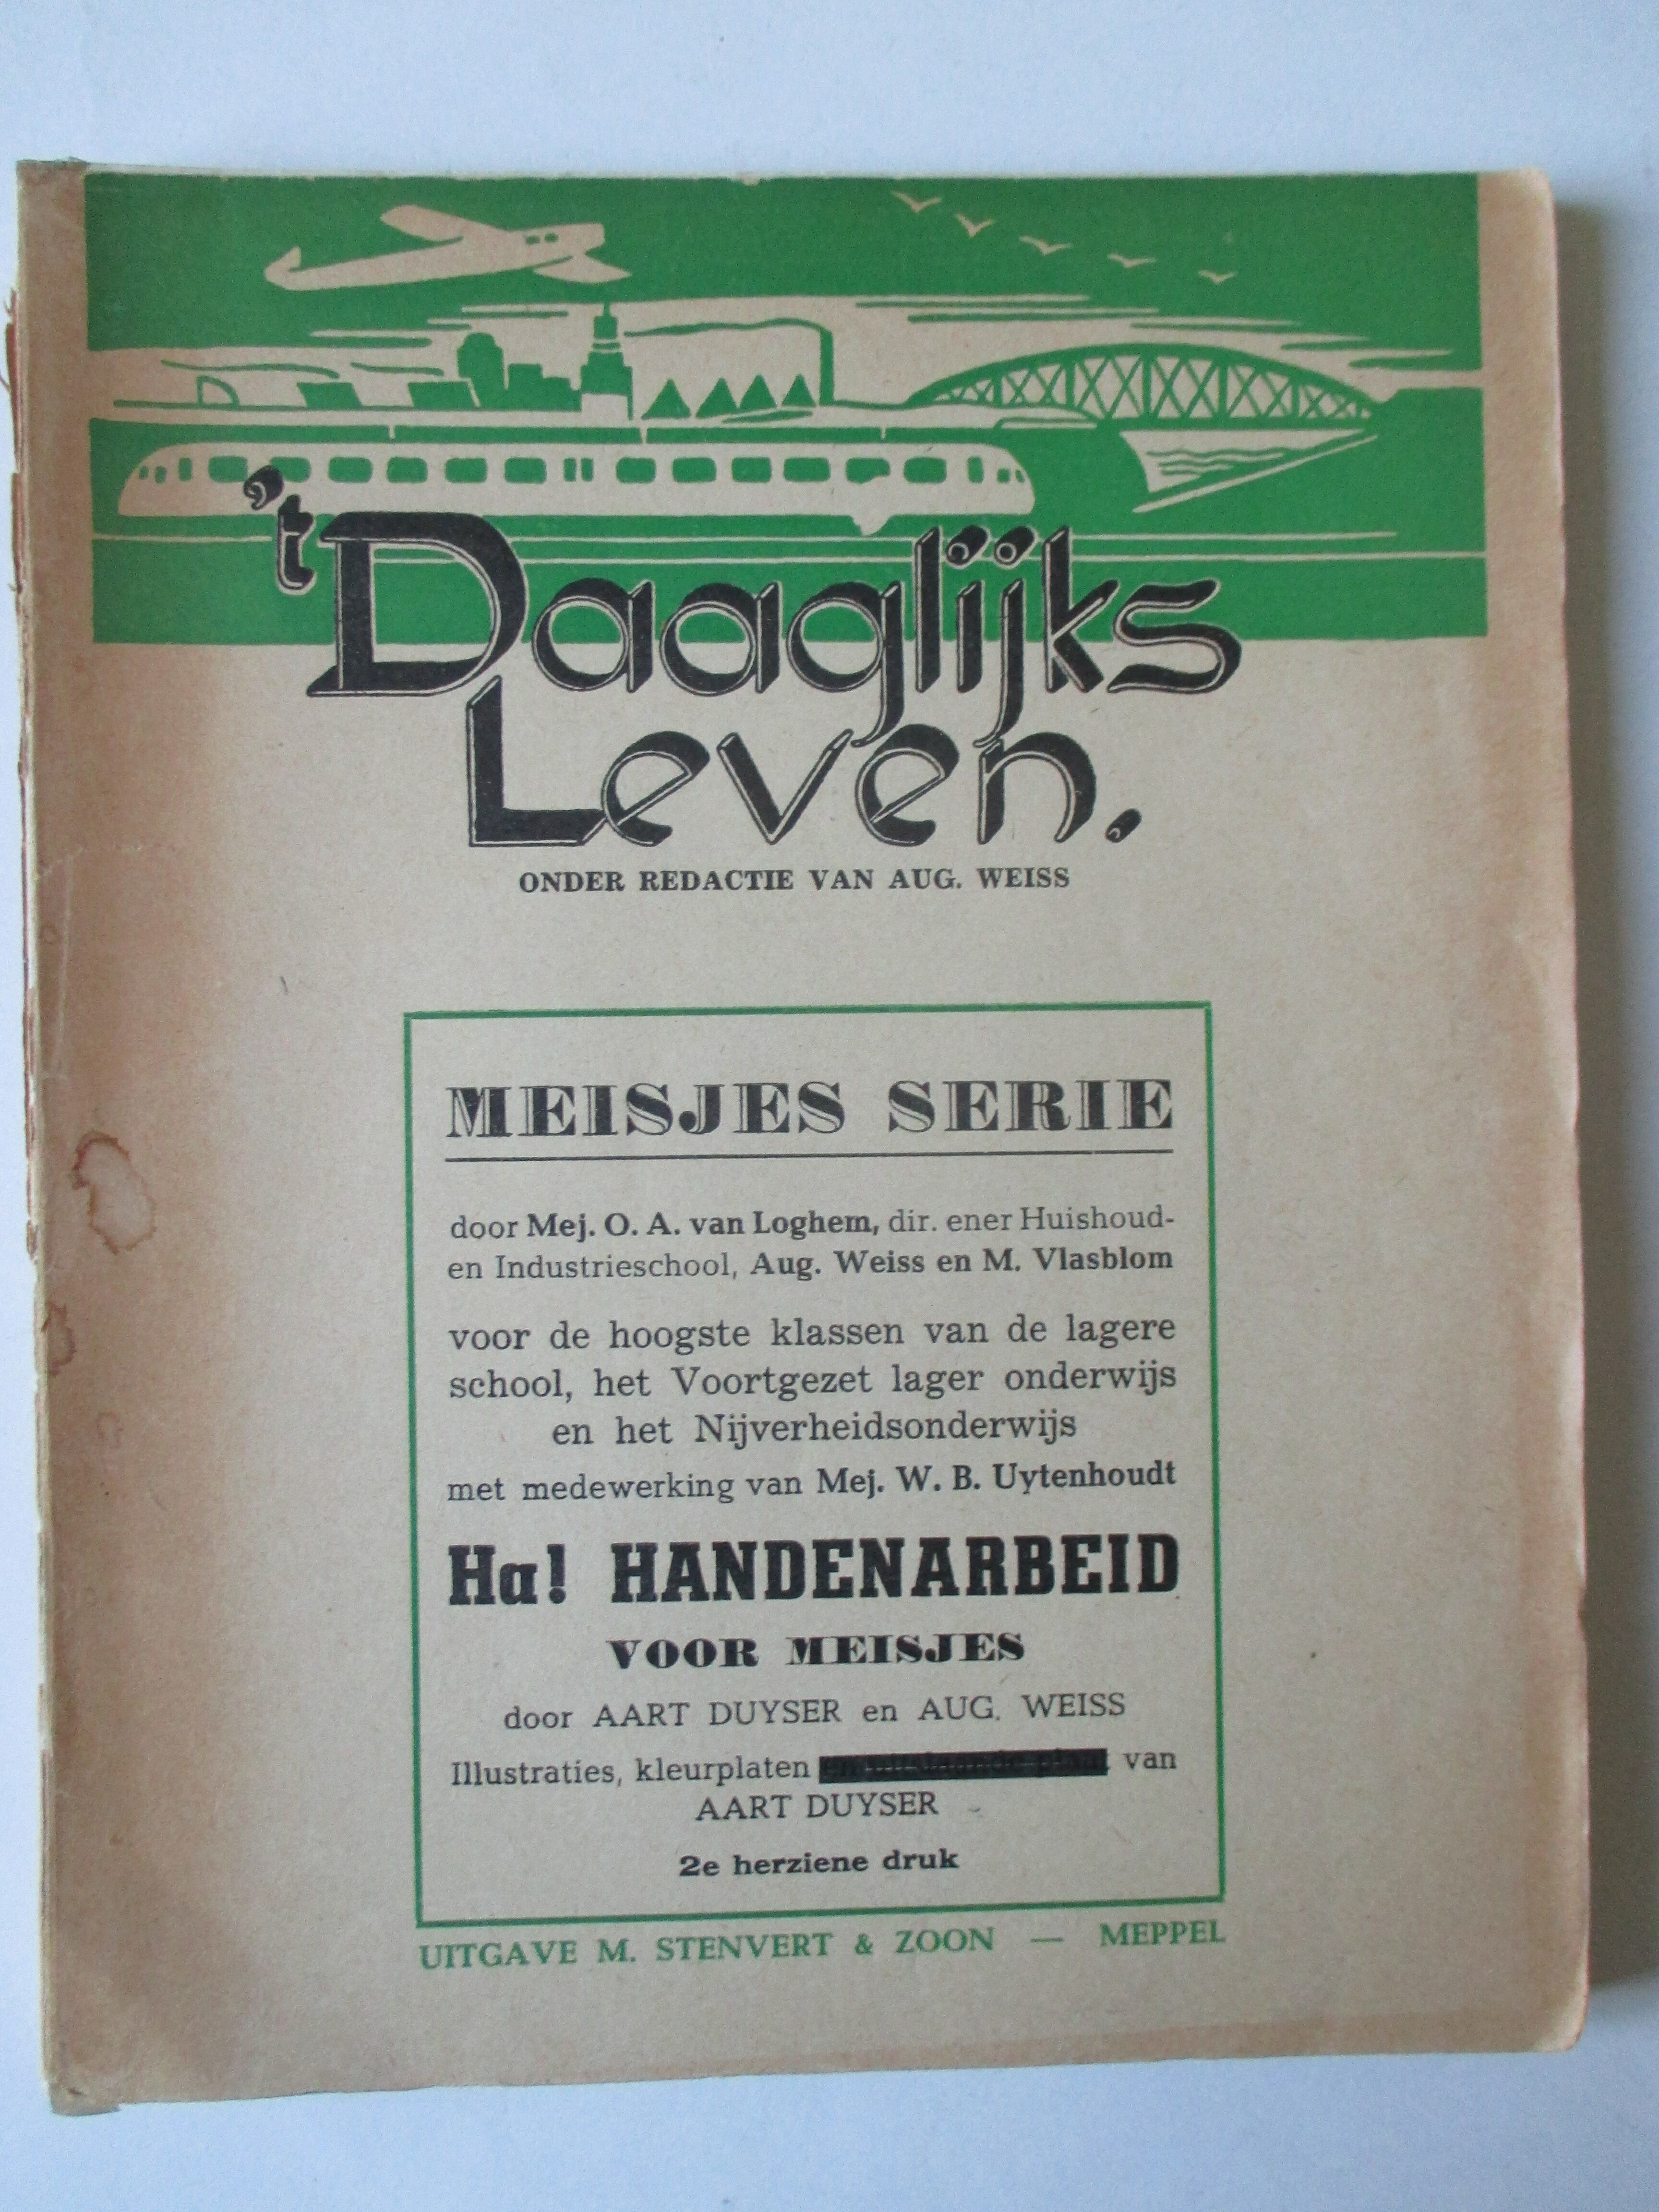 't Daaglijks
Leven.
ONDER REDACTIE VAN AUG. WEISS
MEISJES SERIE
door Mej. O. A. van Loghem, dir. ener Huishoud-
en Industrieschool, Aug. Weiss en M. Vlasblom
voor de hoogste klassen van de lagere
school, het Voortgezet lager onderwijs
en het Nijverheidsonderwijs
met medewerking van Mej. W. B. Uytenhoudt
Ha! HANDENARBEID
VOOR MEISJES
door AART DUYSER en AUG. WEISS
Illustraties, kleurplaten van
AART DUYSER
2e herziene druk
UITGAVE M. STENVERT & ZOON — MEPPEL